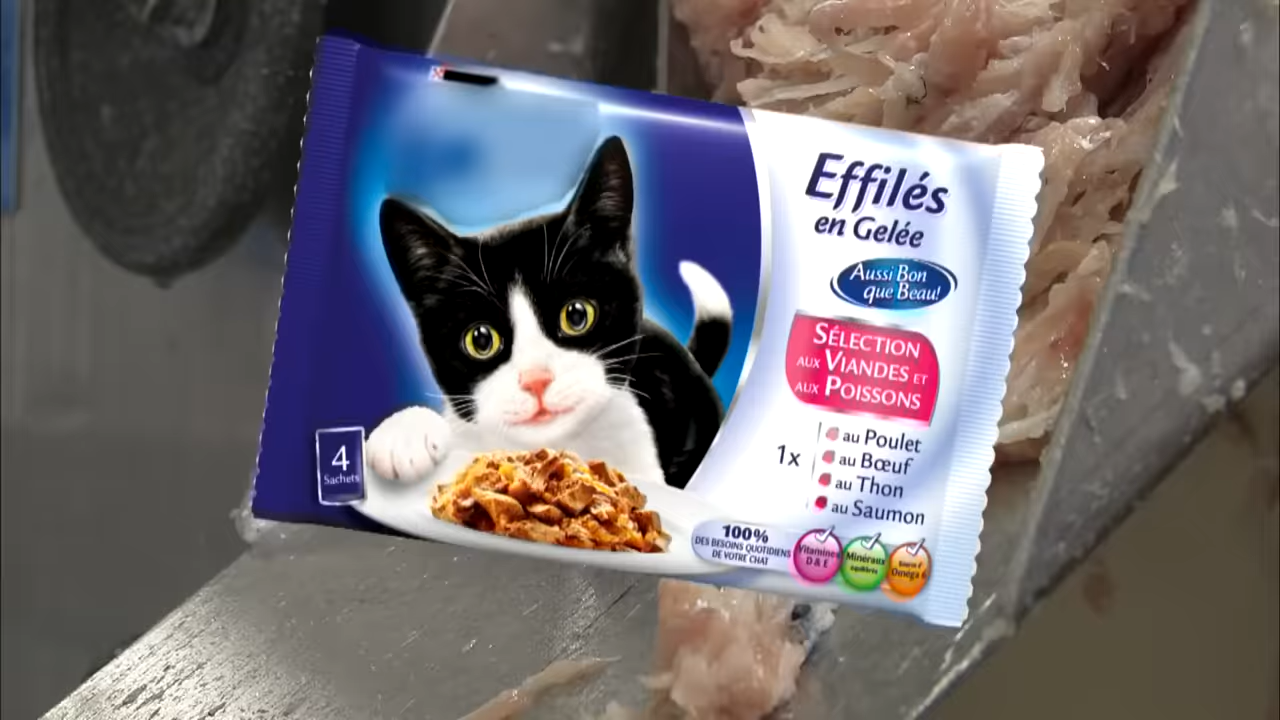 Effilés
en Gelée
Aussi Bon
que Beau!
SÉLECTION
AUX VIANDES ET
AUX POISSONS
1x
au Poulet
au Bœuf
au Thon
au Saumon
4
Sachets
100%
DES BESOINS QUOTIDIENS
DE VOTRE CHAT
Vitamines
D & E
Minéraux
équilibrés
Oméga 6